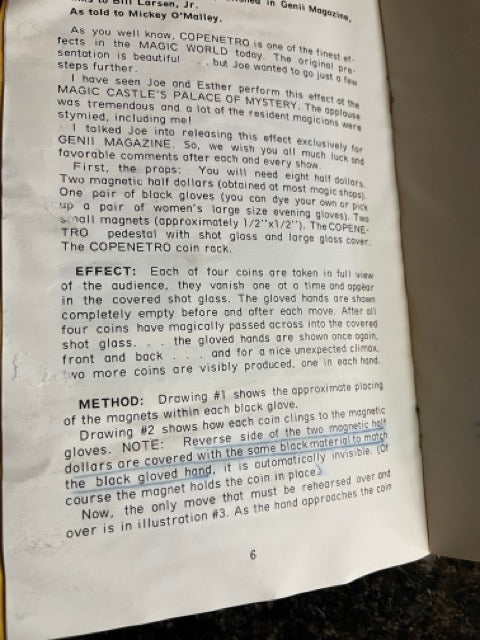 to Bill Larsen, Jr. in Genii Magazine,
As told to Mickey O'Malley.
As you well know, COPENETRO is one of the finest ef-
fects in the MAGIC WORLD today. The original pre-
sentation is beautiful . . but Joe wanted to go just a few
steps further.
I have seen Joe and Esther perform this effect at the
MAGIC CASTLE'S PALACE OF MYSTERY. The applause
was tremendous and a lot of the resident magicians were
stymied, including me!
I talked Joe into releasing this effect exclusively for
GENII MAGAZINE. So, we wish you all much luck and
favorable comments after each and every show.
First, the props: You will need eight half dollars.
Two magnetic half dollars (obtained at most magic shops).
One pair of black gloves (you can dye your own or pick
up a pair of women's large size evening gloves). Two
small magnets (approximately 1/2"x1/2"). The COPENE-
TRO pedestal with shot glass and large glass cover.
The COPENETRO coin rack.
EFFECT: Each of four coins are taken in full view
of the audience, they vanish one at a time and appear
in the covered shot glass. The gloved hands are shown
completely empty before and after each move. After all
four coins have magically passed across into the covered
shot glass. . . the gloved hands are shown once again,
front and back . . . and for a nice unexpected climax,
two more coins are visibly produced, one in each hand.
METHOD: Drawing #1 shows the approximate placing
of the magnets within each black glove.
Drawing #2 shows how each coin clings to the magnetic
gloves. NOTE: Reverse side of the two magnetic half
dollars are covered with the same black material to match
the black gloved hand, it is automatically invisible. (Of
course the magnet holds the coin in place)
Now, the only move that must be rehearsed over and
over is in illustration #3. As the hand approaches the coin
6